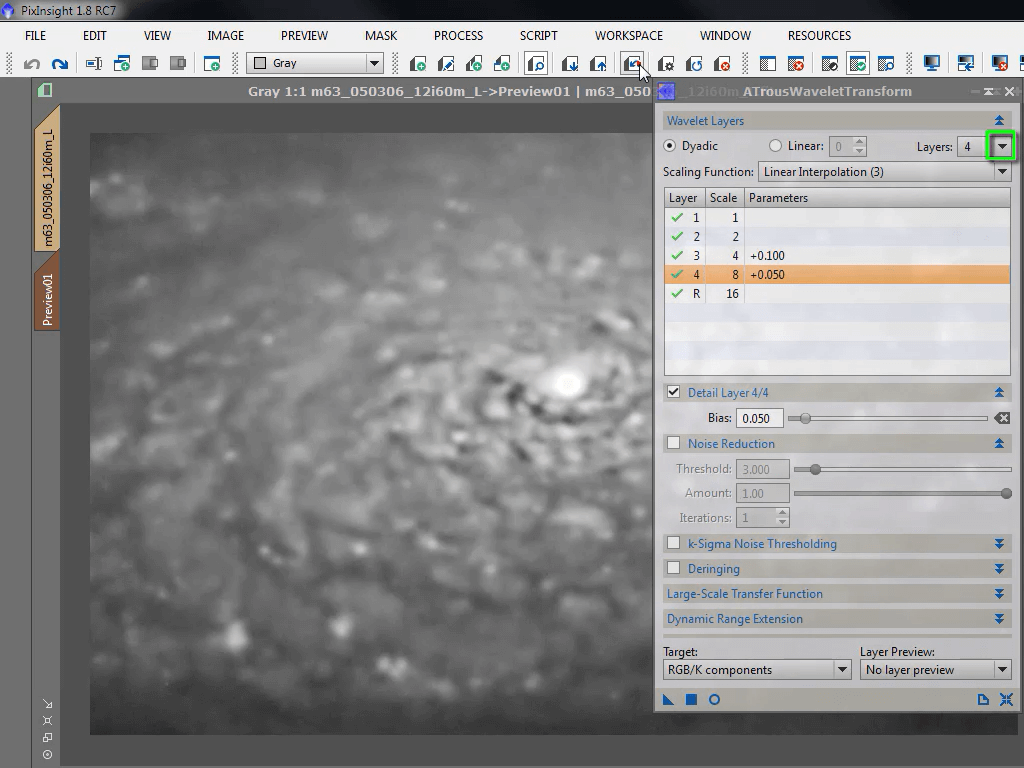 PixInsight 1.8 RC7
FILE EDIT VIEW IMAGE PREVIEW MASK PROCESS SCRIPT WORKSPACE WINDOW RESOURCES
Gray
Gray 1:1 m63_050306_12i60m_L->Preview01 | m63_050306_12i60m
ATrousWaveletTransform
m63_050306_12i60m_L
Preview01
Wavelet Layers
Dyadic Linear: 0 Layers: 4
Scaling Function: Linear Interpolation (3)
Layer Scale Parameters
1 1
2 2
3 4 +0.100
4 8 +0.050
R 16
Detail Layer 4/4
Bias: 0.050
Noise Reduction
Threshold: 3.000
Amount: 1.00
Iterations: 1
k-Sigma Noise Thresholding
Deringing
Large-Scale Transfer Function
Dynamic Range Extension
Target: Layer Preview:
RGB/K components No layer preview